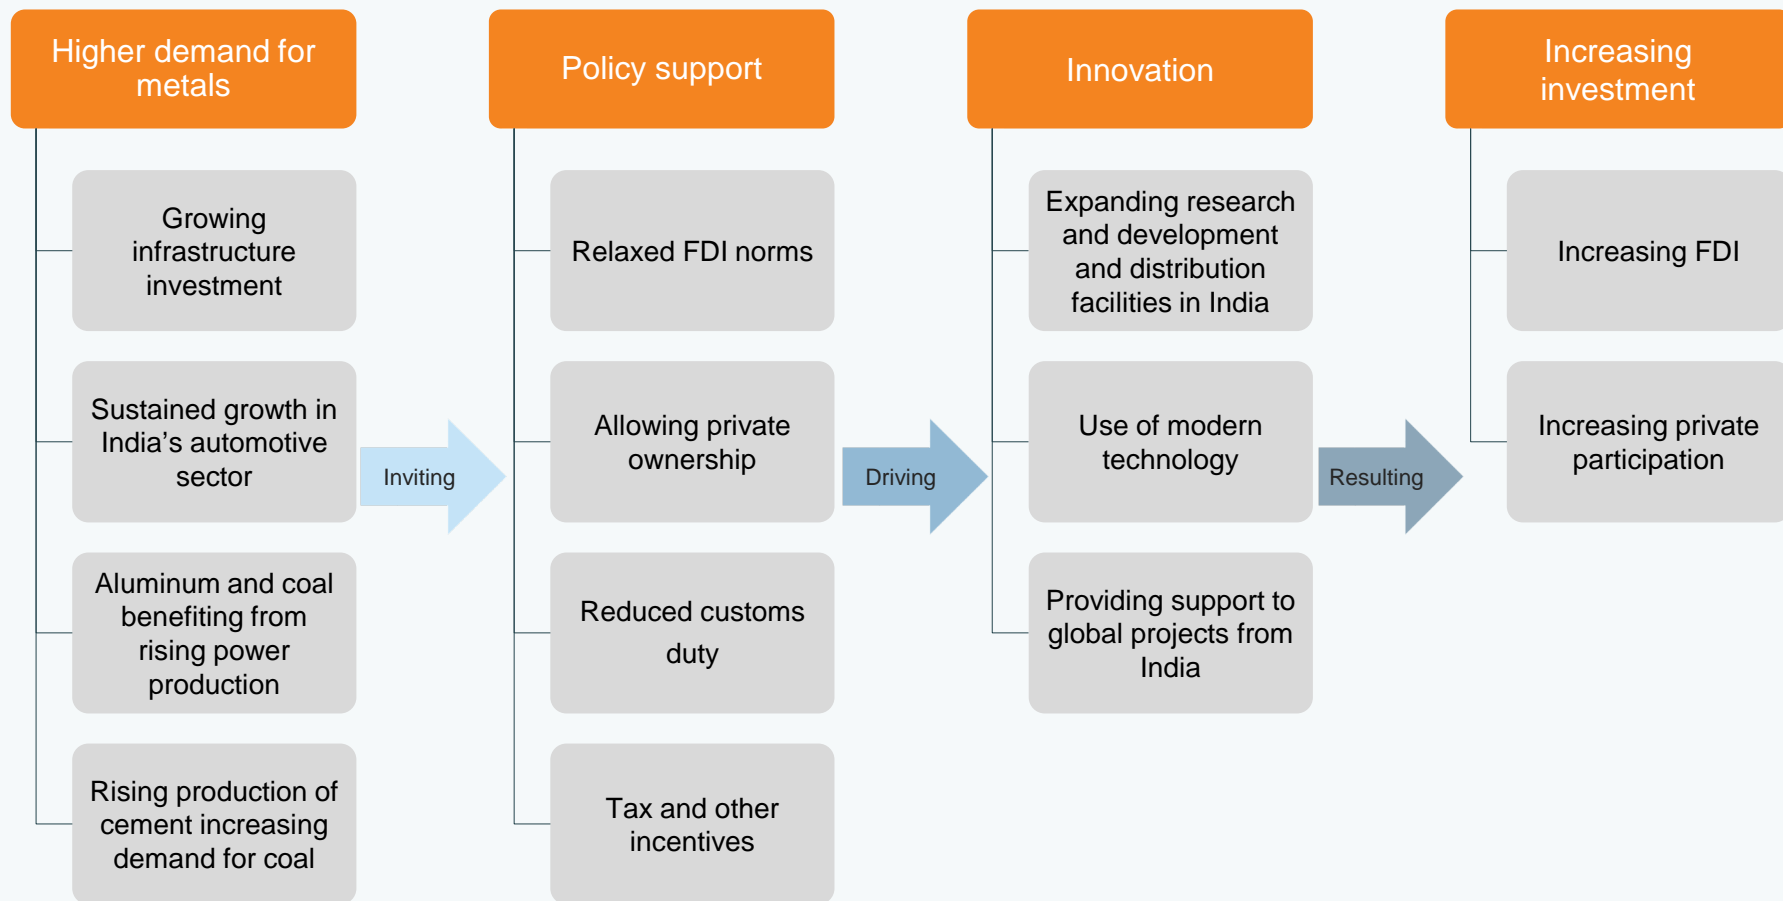 Higher demand for
metals
Growing
infrastructure
investment
Sustained growth in
India’s automotive
sector
Aluminum and coal
benefiting from
rising power
production
Rising production of
cement increasing
demand for coal
Inviting
Policy support
Relaxed FDI norms
Allowing private
ownership
Reduced customs
duty
Tax and other
incentives
Driving
Innovation
Expanding research
and development
and distribution
facilities in India
Use of modern
technology
Providing support to
global projects from
India
Resulting
Increasing
investment
Increasing FDI
Increasing private
participation